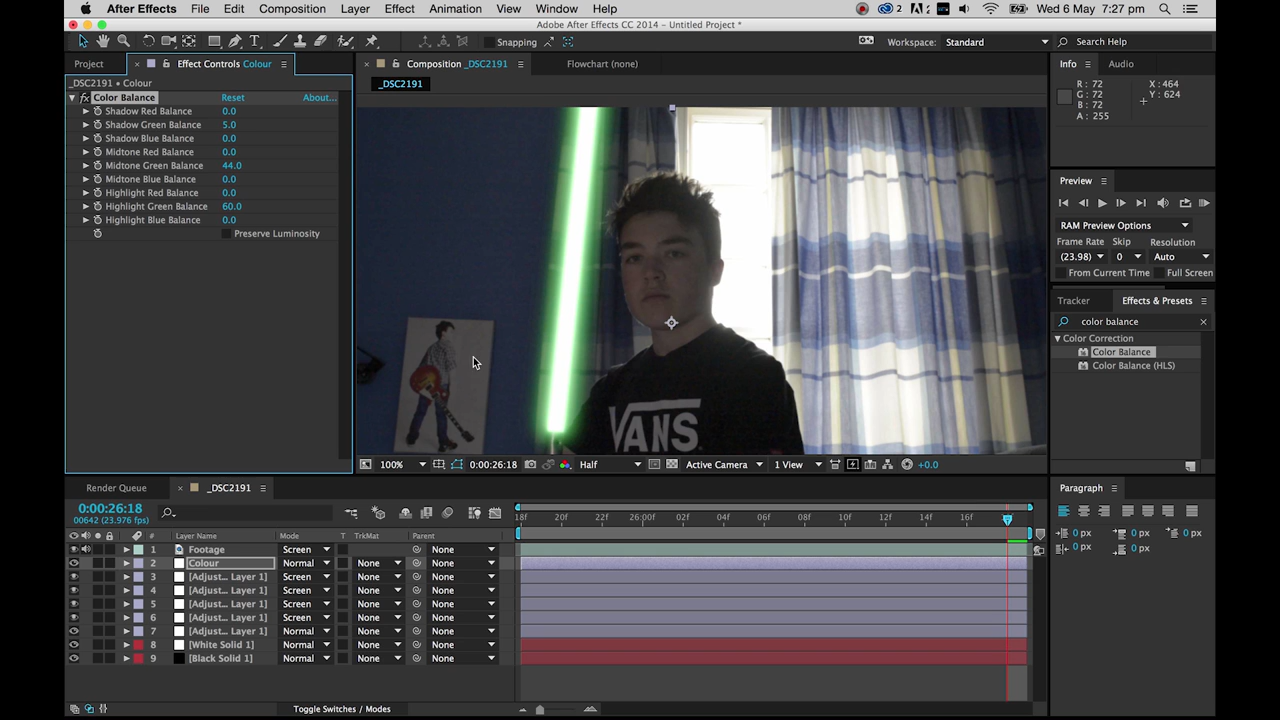 After Effects File Edit Composition Layer Effect Animation View Window Help 2 2 Wed 6 May 7:27 pm
Adobe After Effects CC 2014 - Untitled Project *
Snapping Workspace: Standard Search Help
Project Effect Controls Colour Composition _DSC2191 Flowchart (none) Info Audio
_DSC2191 • Colour
_DSC2191
fx Color Balance Reset About...
Shadow Red Balance 0.0
Shadow Green Balance 5.0
Shadow Blue Balance 0.0
Midtone Red Balance 0.0
Midtone Green Balance 44.0
Midtone Blue Balance 0.0
Highlight Red Balance 0.0
Highlight Green Balance 60.0
Highlight Blue Balance 0.0
Preserve Luminosity
VANS
R: 72 X: 464
G: 72 Y: 624
B: 72
A: 255
Preview
RAM Preview Options
Frame Rate Skip Resolution
(23.98) 0 Auto
From Current Time Full Screen
Tracker Effects & Presets
color balance
Color Correction
Color Balance
Color Balance (HLS)
100% 0:00:26:18 Half Active Camera 1 View +0.0
Render Queue _DSC2191 Paragraph
0:00:26:18
00642 (23.976 fps)
18f 20f 22f 26:00f 02f 04f 06f 08f 10f 12f 14f 16f
# Layer Name Mode T TrkMat Parent
1 Footage Screen None
2 Colour Normal None None
3 [Adjust... Layer 1] Screen None None
4 [Adjust... Layer 1] Screen None None
5 [Adjust... Layer 1] Screen None None
6 [Adjust... Layer 1] Screen None None
7 [Adjust... Layer 1] Normal None None
8 [White Solid 1] Normal None None
9 [Black Solid 1] Normal None None
0 px 0 px 0 px
0 px 0 px
Toggle Switches / Modes